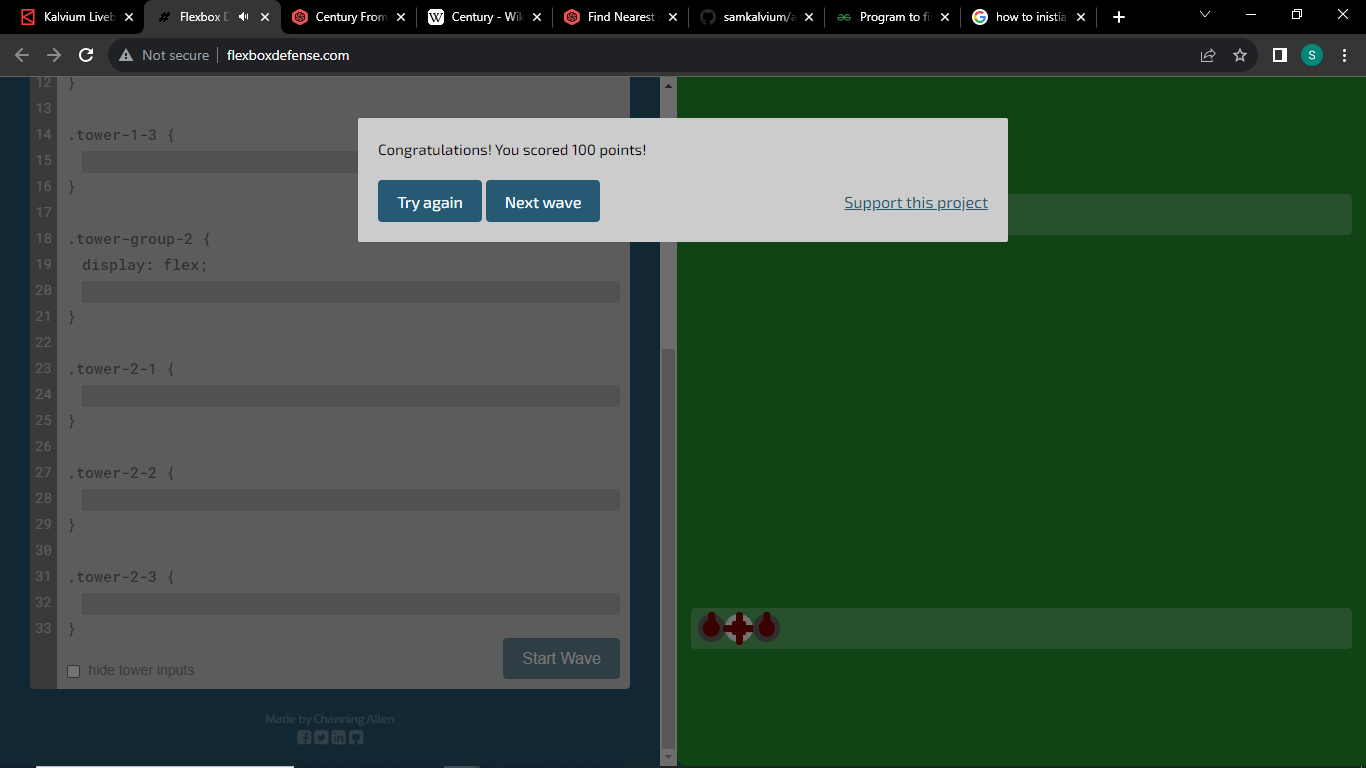 Kalvium Liveb
Flexbox D
Century From
Century - Wik
Find Nearest
samkalvium/a
Program to fi
how to inistia
Not secure
flexboxdefense.com
S
Congratulations! You scored 100 points!
Try again
Next wave
Support this project
12 }
13
14 .tower-1-3 {
15
16 }
17
18 .tower-group-2 {
19 display: flex;
20
21 }
22
23 .tower-2-1 {
24
25 }
26
27 .tower-2-2 {
28
29 }
30
31 .tower-2-3 {
32
33 }
hide tower inputs
Start Wave
Made by Channing Allen